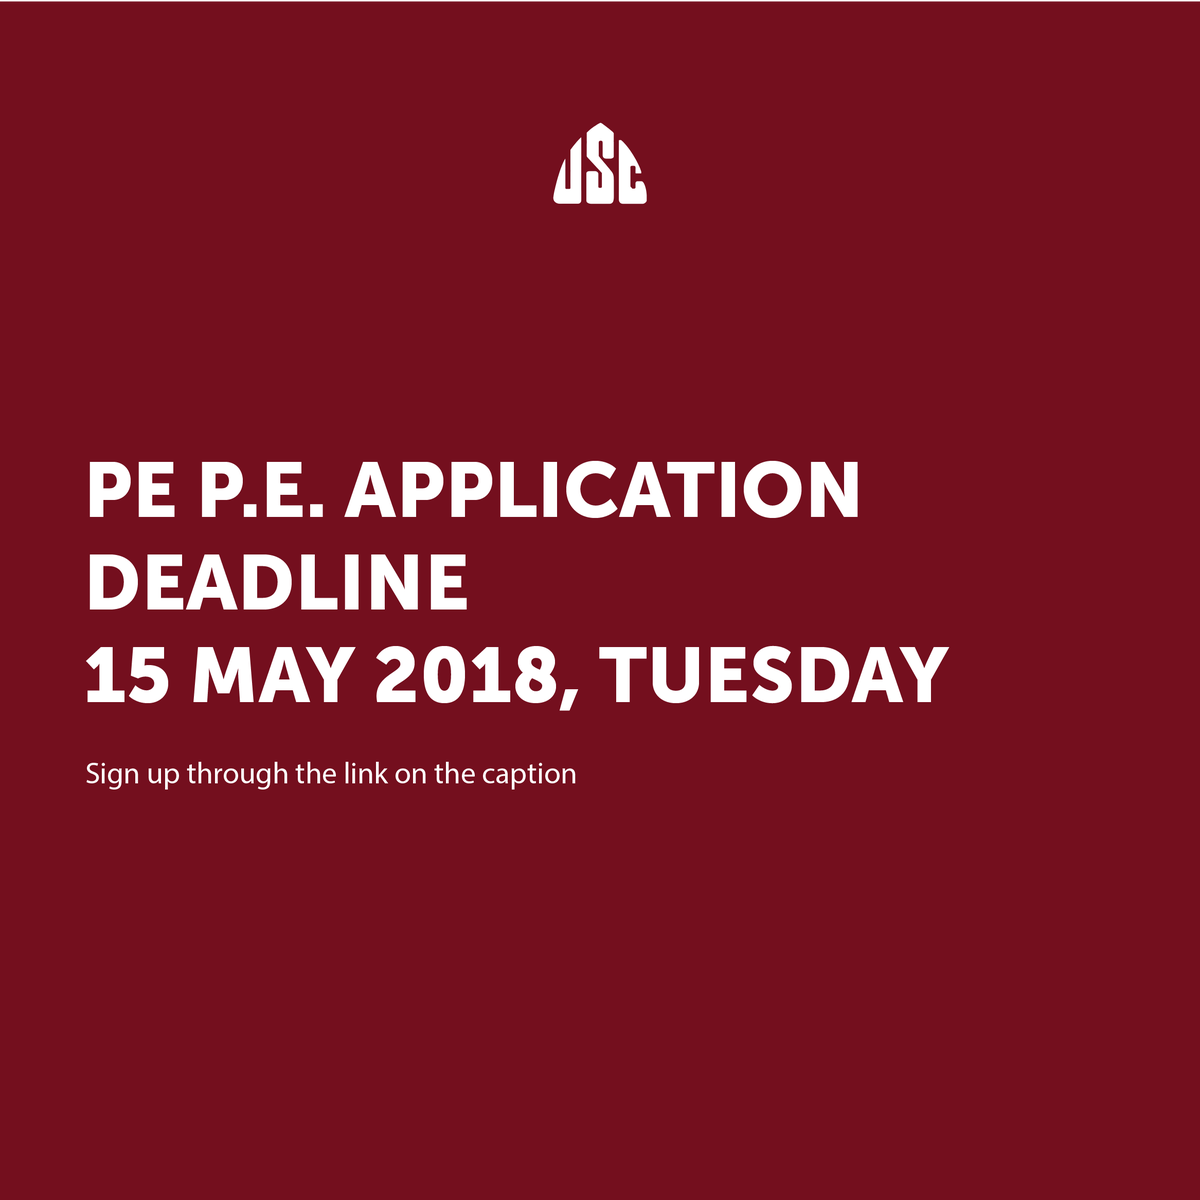 USC
PE P.E. APPLICATION
DEADLINE
15 MAY 2018, TUESDAY
Sign up through the link on the caption